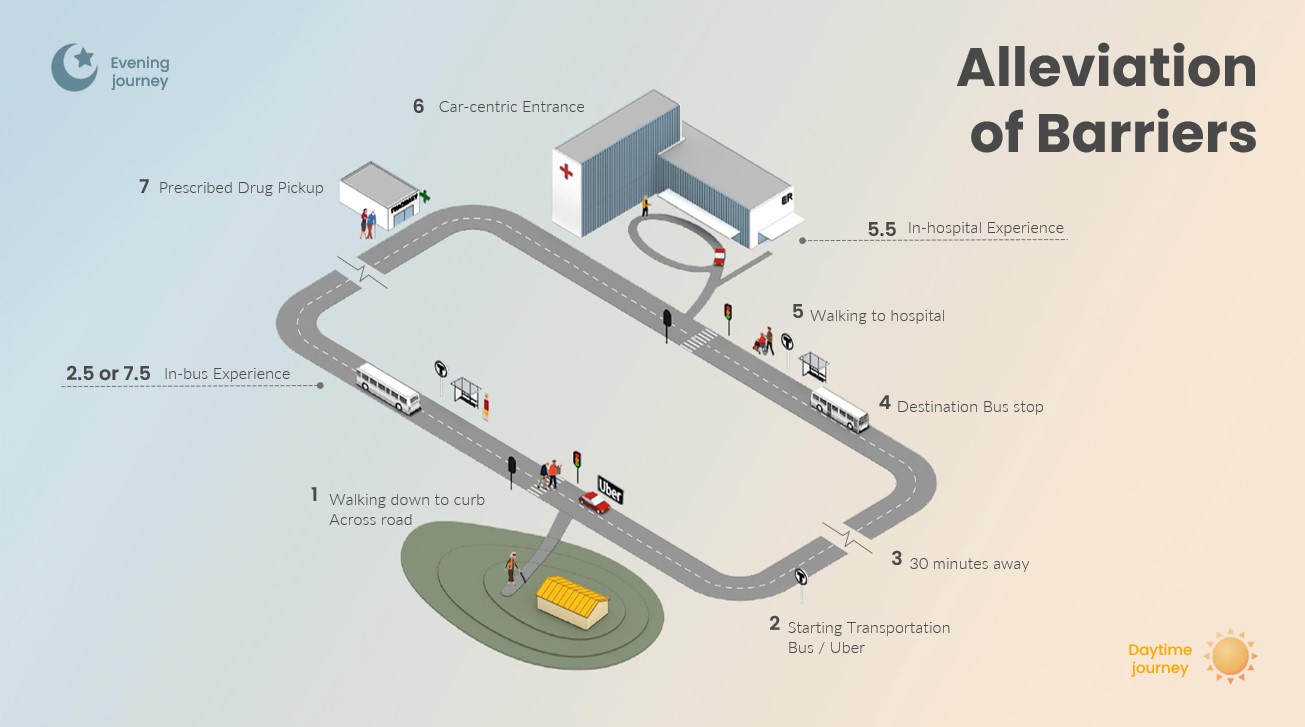 Evening
journey
Alleviation
of Barriers
6 Car-centric Entrance
7 Prescribed Drug Pickup
PHARMACY
ER
5.5 In-hospital Experience
5 Walking to hospital
T
2.5 or 7.5 In-bus Experience
T
4 Destination Bus stop
Uber
1 Walking down to curb
Across road
3 30 minutes away
T
2 Starting Transportation
Bus / Uber
Daytime
journey